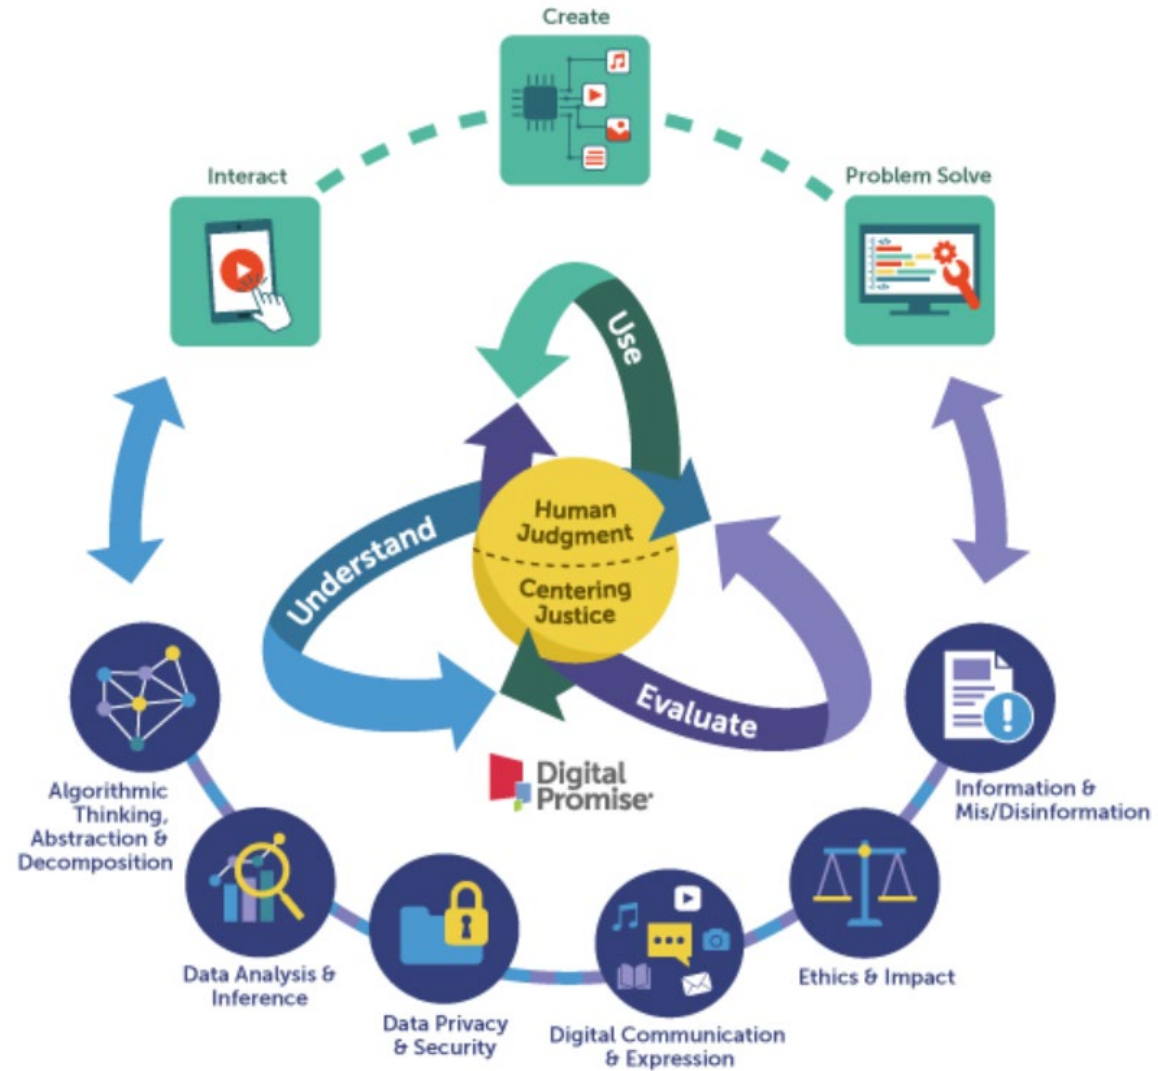 Create
Interact
Problem Solve
Use
Understand
Human
Judgment
Centering
Justice
Evaluate
Digital
Promise
Algorithmic
Thinking,
Abstraction &
Decomposition
Information &
Mis/Disinformation
Data Analysis &
Inference
Ethics & Impact
Data Privacy
& Security
Digital Communication
& Expression